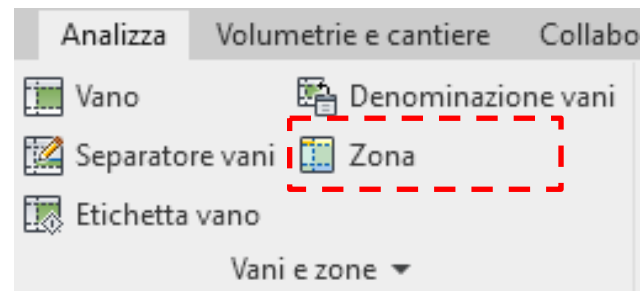 Analizza Volumetrie e cantiere Collabo
Vano Denominazione vani
Separatore vani Zona
Etichetta vano
Vani e zone